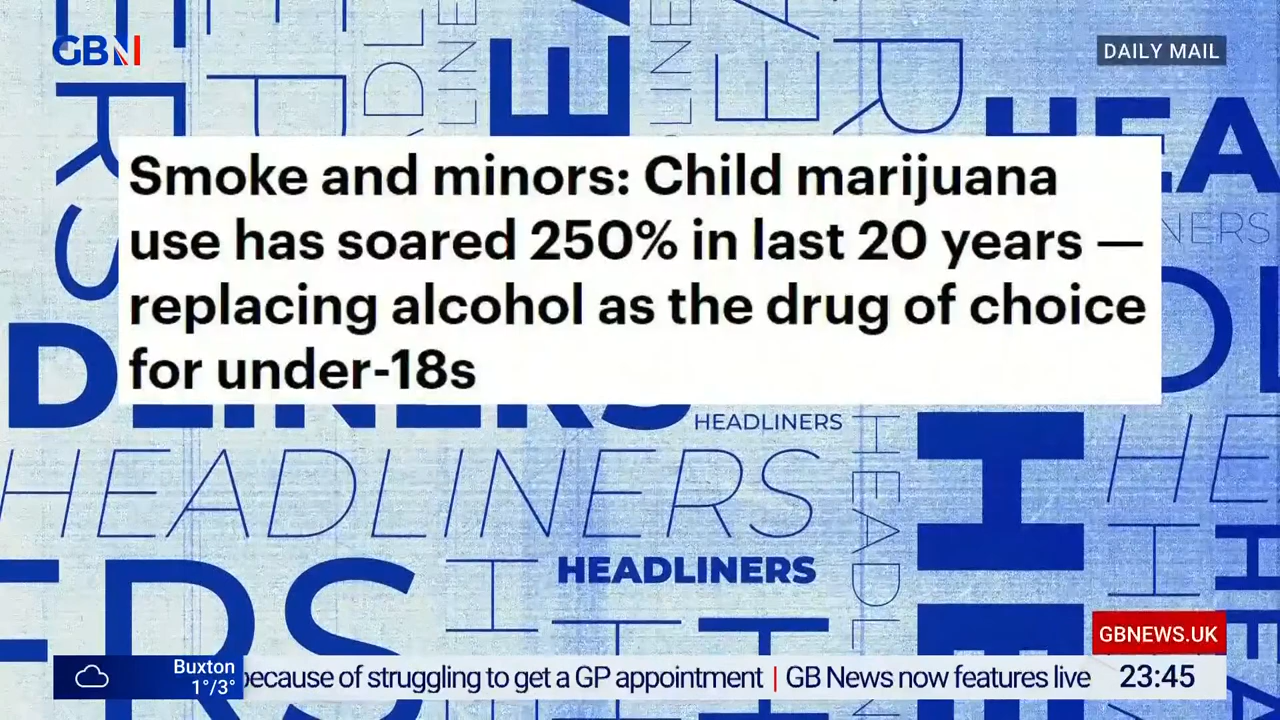 GBN
DAILY MAIL
Smoke and minors: Child marijuana
use has soared 250% in last 20 years —
replacing alcohol as the drug of choice
for under-18s
HEADLINERS
HEADLINERS
HEADLINERS
GBNEWS.UK
Buxton
1°/3°
because of struggling to get a GP appointment | GB News now features live
23:45